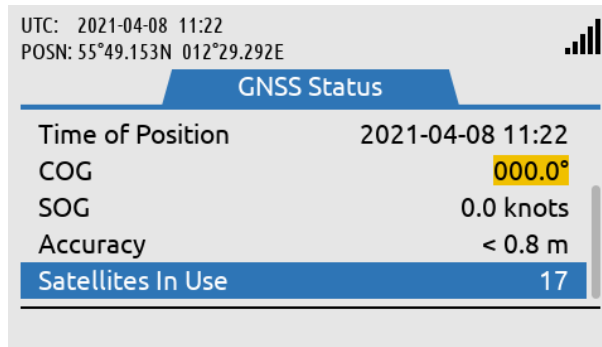 UTC: 2021-04-08 11:22
POSN: 55°49.153N 012°29.292E
GNSS Status
Time of Position 2021-04-08 11:22
COG 000.0°
SOG 0.0 knots
Accuracy < 0.8 m
Satellites In Use 17